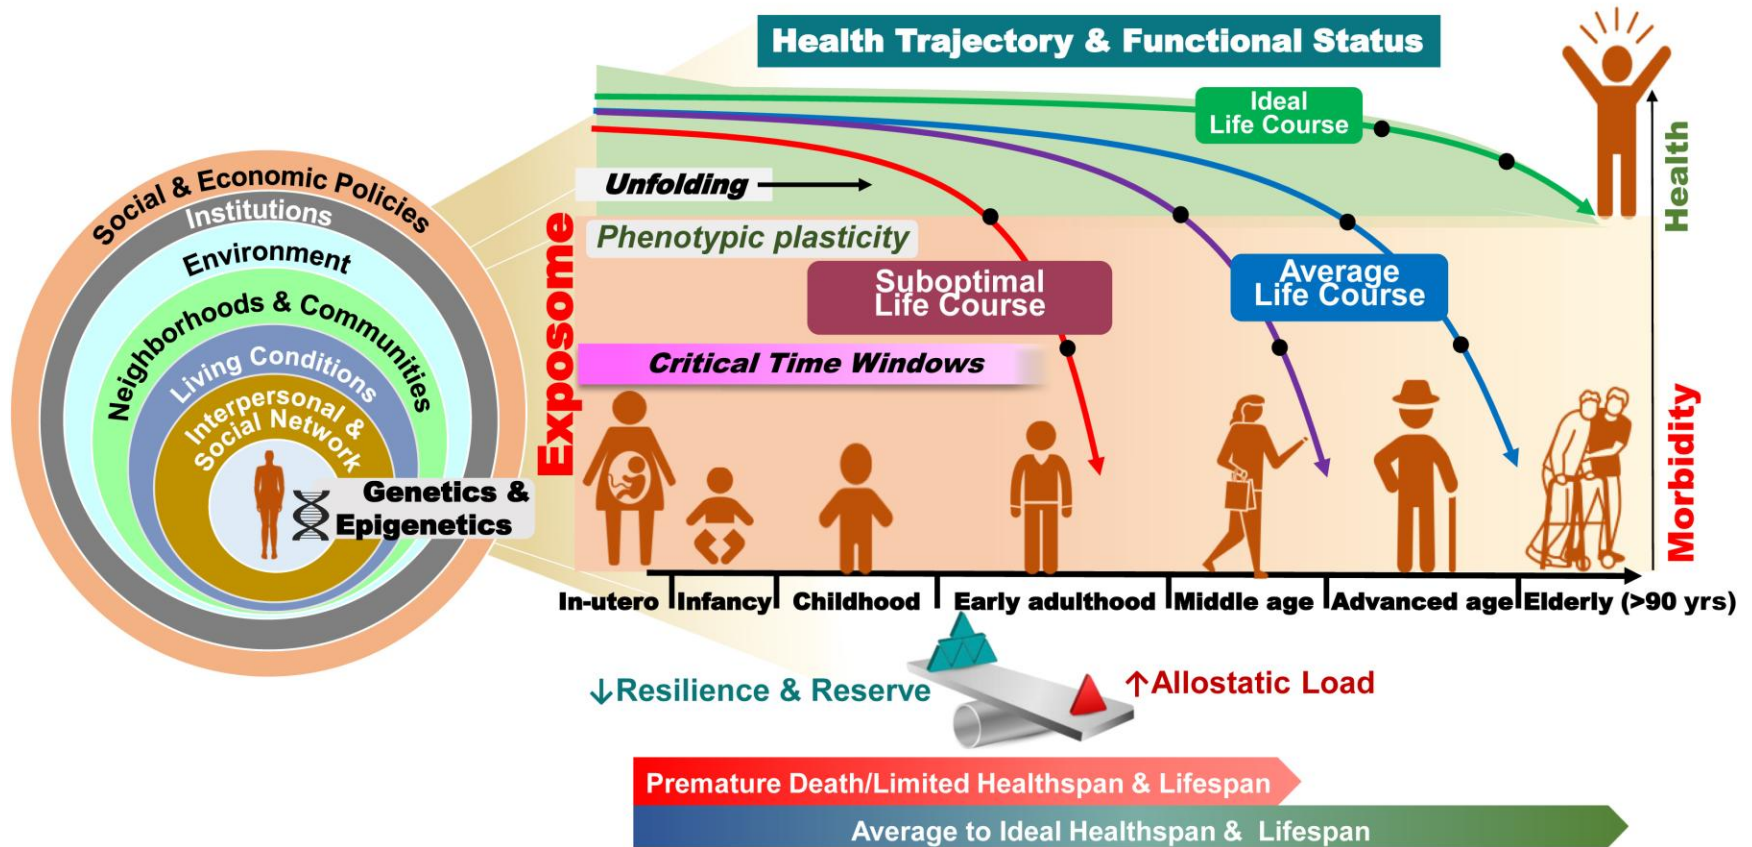 Health Trajectory & Functional Status
Social & Economic Policies
Institutions
Environment
Neighborhoods & Communities
Living Conditions
Interpersonal &
Social Network
Genetics &
Epigenetics
Exposome
Ideal
Life Course
Unfolding
Phenotypic plasticity
Suboptimal
Life Course
Average
Life Course
Critical Time Windows
Health
Morbidity
In-utero
Infancy
Childhood
Early adulthood
Middle age
Advanced age
Elderly (>90 yrs)
↓Resilience & Reserve
↑Allostatic Load
Premature Death/Limited Healthspan & Lifespan
Average to Ideal Healthspan & Lifespan